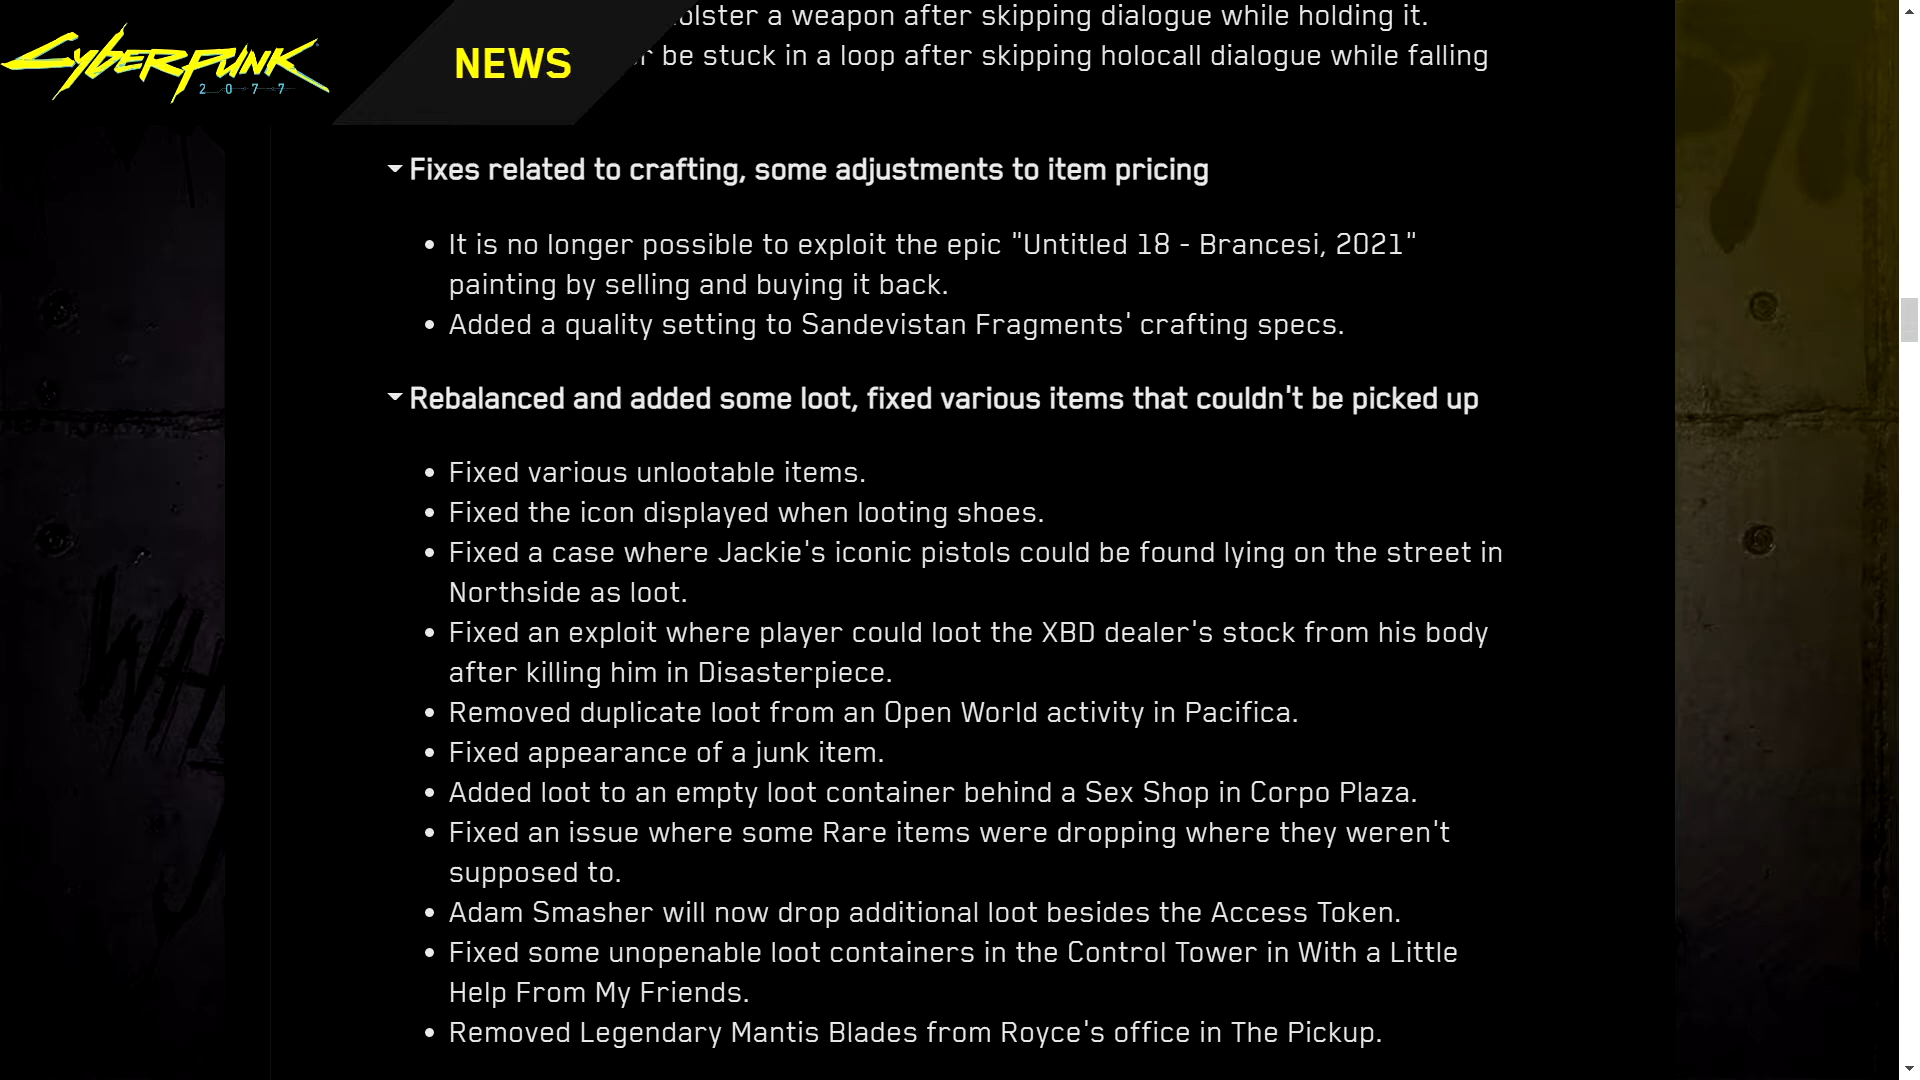 a weapon after skipping dialogue while holding it.
CYBERPUNK
NEWS
be stuck in a loop after skipping holocall dialogue while falling
2077
Fixes related to crafting, some adjustments to item pricing
It is no longer possible to exploit the epic "Untitled 18 - Brancesi, 2021"
painting by selling and buying it back.
Added a quality setting to Sandevistan Fragments' crafting specs.
Rebalanced and added some loot, fixed various items that couldn't be picked up
Fixed various unlootable items.
Fixed the icon displayed when looting shoes.
Fixed a case where Jackie's iconic pistols could be found lying on the street in
Northside as loot.
Fixed an exploit where player could loot the XBD dealer's stock from his body
after killing him in Disasterpiece.
Removed duplicate loot from an Open World activity in Pacifica.
Fixed appearance of a junk item.
Added loot to an empty loot container behind a Sex Shop in Corpo Plaza.
Fixed an issue where some Rare items were dropping where they weren't
supposed to.
Adam Smasher will now drop additional loot besides the Access Token.
Fixed some unopenable loot containers in the Control Tower in With a Little
Help From My Friends.
Removed Legendary Mantis Blades from Royce's office in The Pickup.